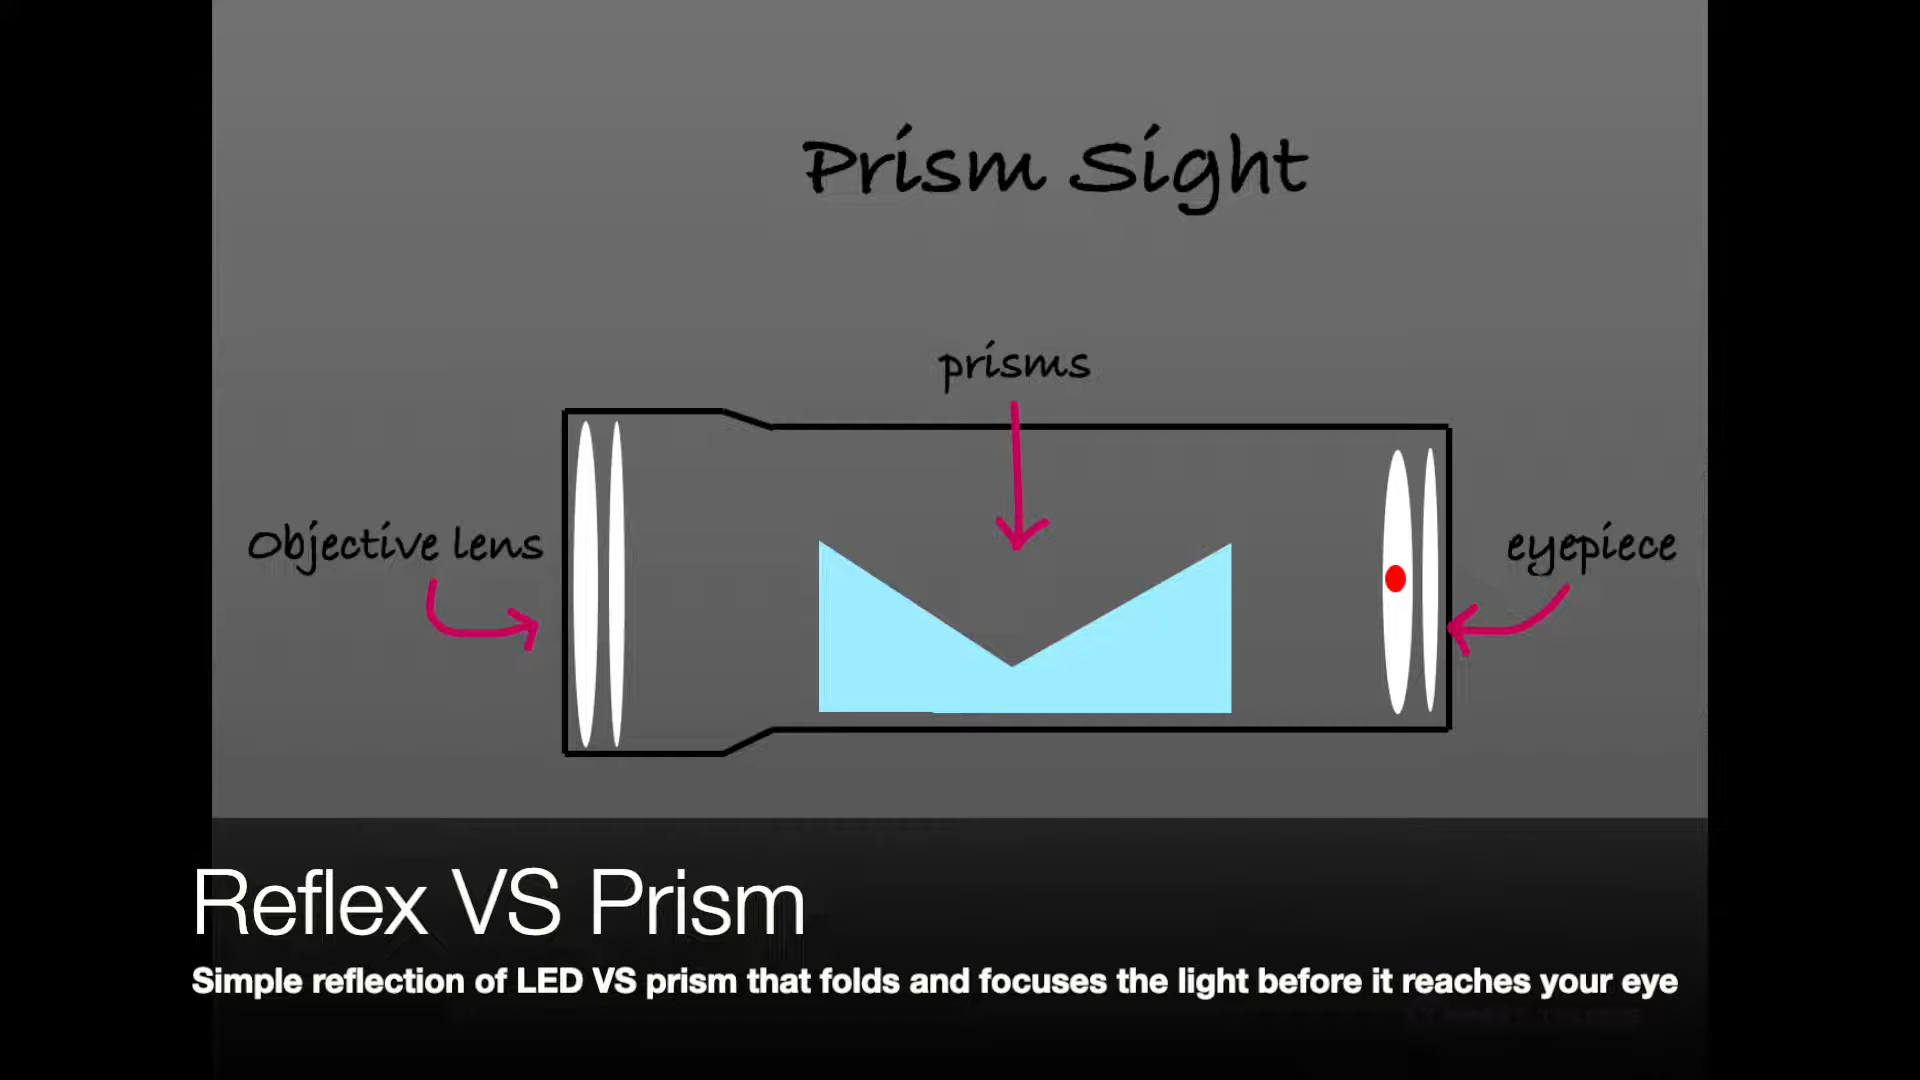 Prism Sight
prisms
Objective lens
eyepiece
Reflex VS Prism
Simple reflection of LED VS prism that folds and focuses the light before it reaches your eye